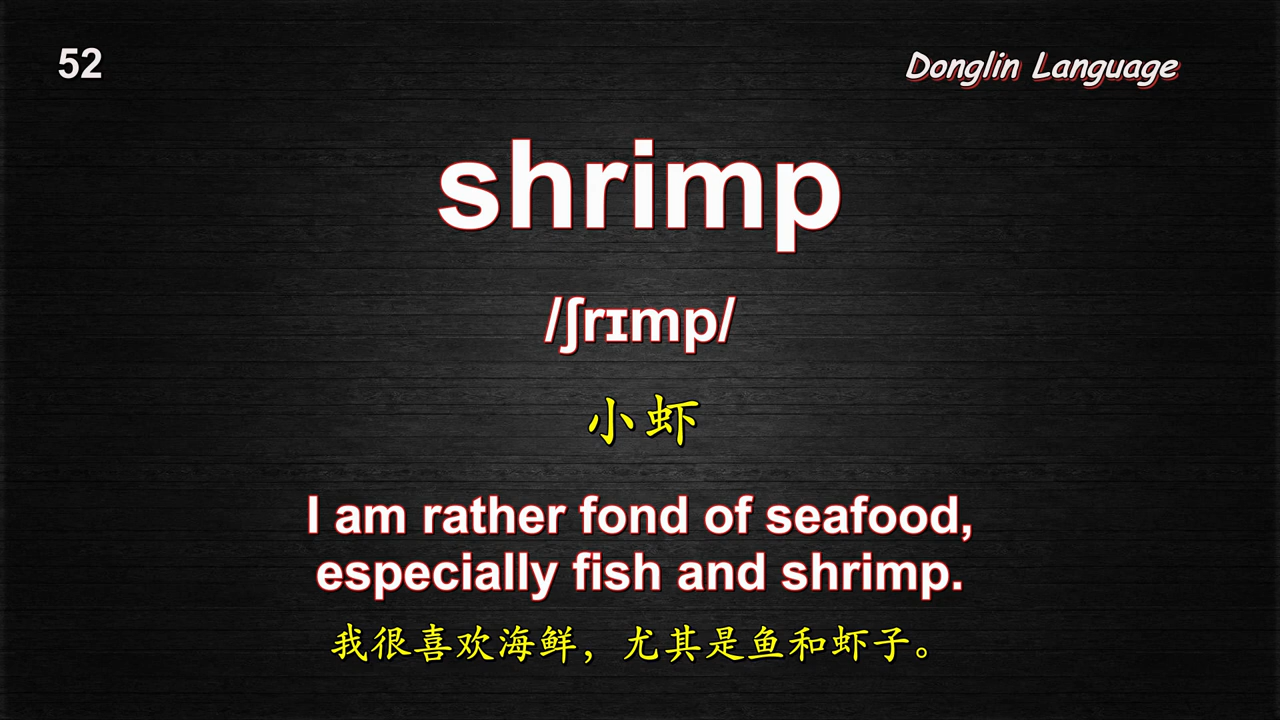 52
Donglin Language
shrimp
/ʃrɪmp/
小虾
I am rather fond of seafood,
especially fish and shrimp.
我很喜欢海鲜，尤其是鱼和虾子。